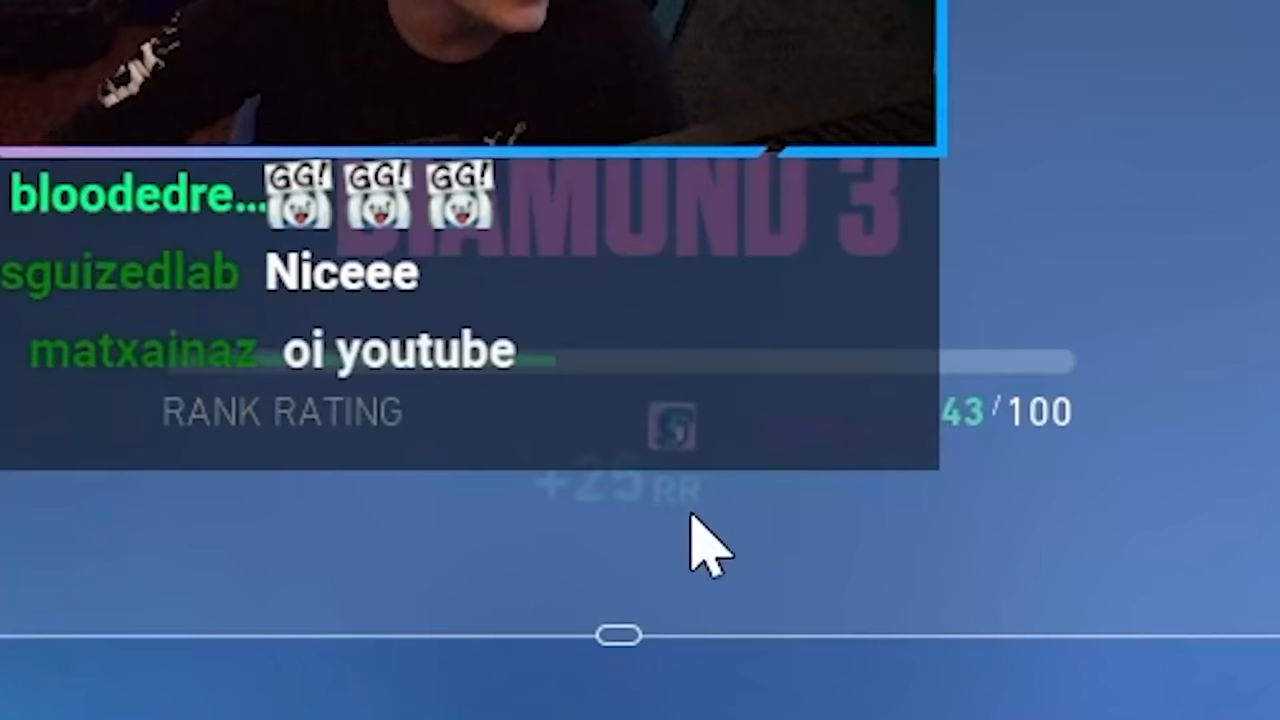 DIAMOND 3
bloodedre... GG! GG! GG!
sguizedlab Niceee
matxainaz oi youtube
RANK RATING 43/100
+25 RR